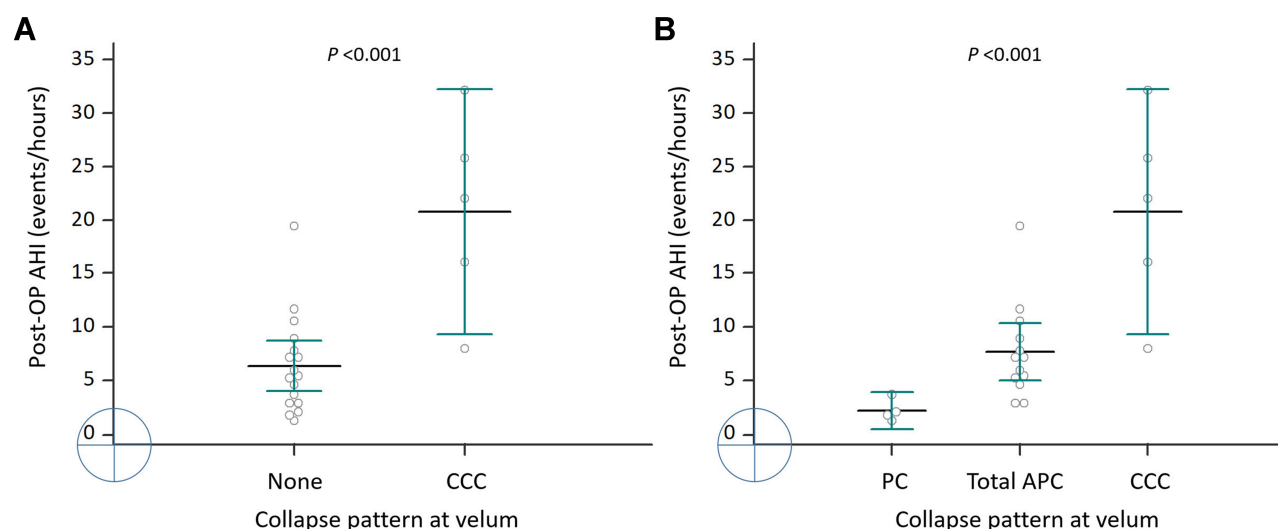 A
P <0.001
Post-OP AHI (events/hours)
35
30
25
20
15
10
5
0
None
CCC
Collapse pattern at velum
B
P <0.001
Post-OP AHI (events/hours)
35
30
25
20
15
10
5
0
PC
Total APC
CCC
Collapse pattern at velum